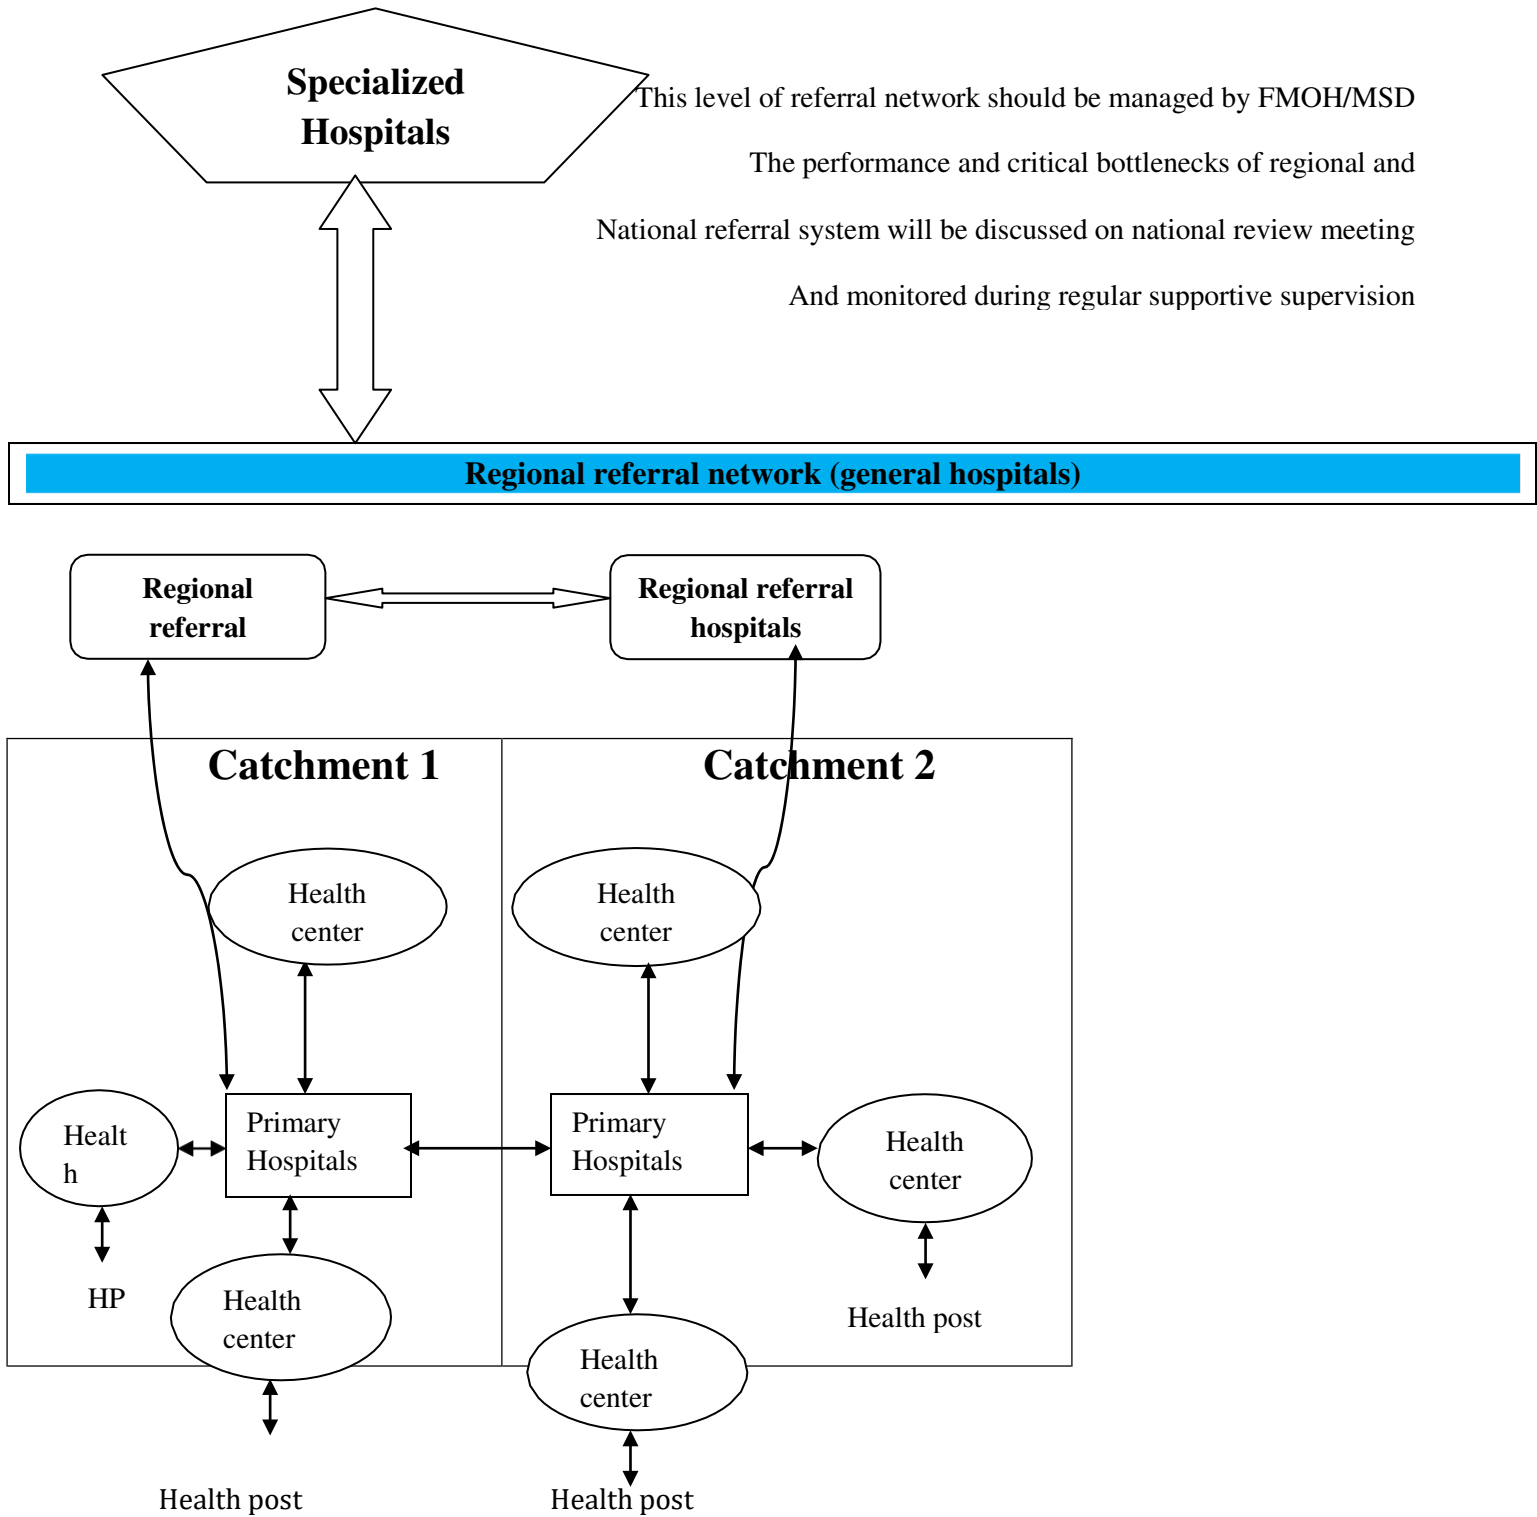 Specialized
Hospitals
This level of referral network should be managed by FMOH/MSD
The performance and critical bottlenecks of regional and
National referral system will be discussed on national review meeting
And monitored during regular supportive supervision
Regional referral network (general hospitals)
Regional
referral
Regional referral
hospitals
Catchment 1
Catchment 2
Health
center
Health
center
Healt
h
Primary
Hospitals
Primary
Hospitals
Health
center
HP
Health
center
Health post
Health
center
Health post
Health post